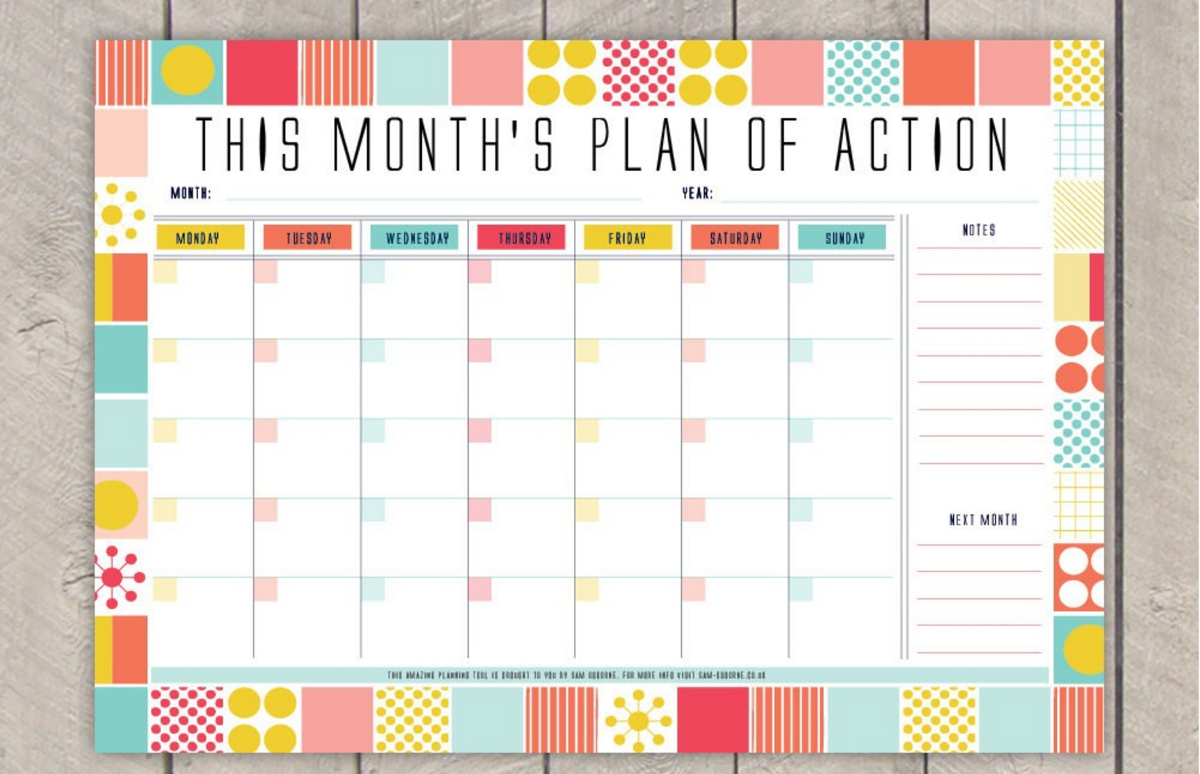 THIS MONTH'S PLAN OF ACTION
MONTH: YEAR:
MONDAY TUESDAY WEDNESDAY THURSDAY FRIDAY SATURDAY SUNDAY
NOTES
NEXT MONTH
THIS AMAZING PLANNING TOOL IS BROUGHT TO YOU BY SAM OSBORNE. FOR MORE INFO VISIT SAM-OSBORNE.CO.UK